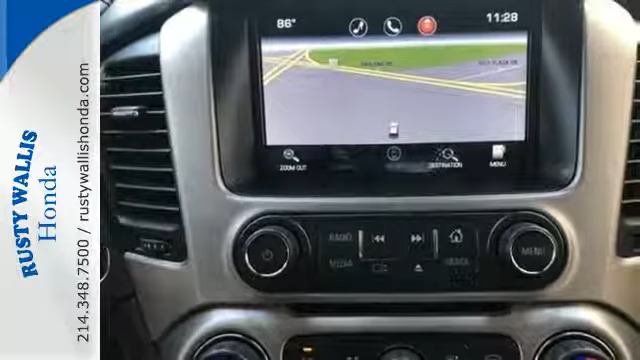 RUSTY WALLIS
Honda
214.348.7500 / rustywallishonda.com
86°
11:28
ZOOM OUT
DESTINATION
MENU
RADIO
MEDIA
MENU